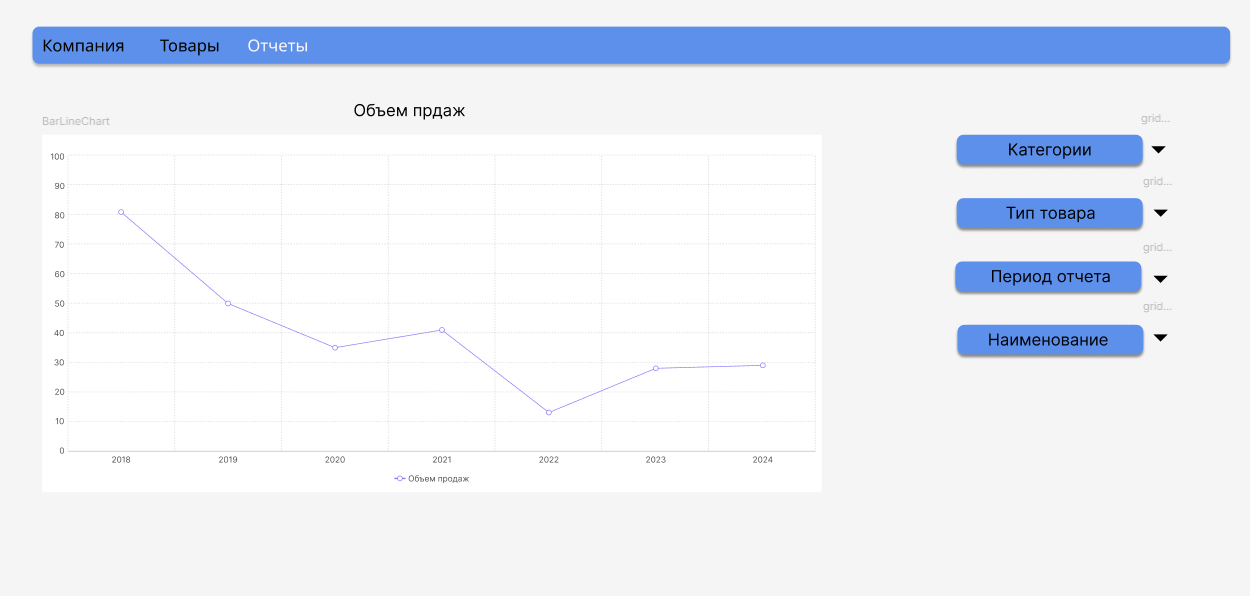 Компания Товары Отчеты
Объем прдаж
BarLineChart
100
90
80
70
60
50
40
30
20
10
0
2018 2019 2020 2021 2022 2023 2024
Объем продаж
grid...
Категории
grid...
Тип товара
grid...
Период отчета
grid...
Наименование